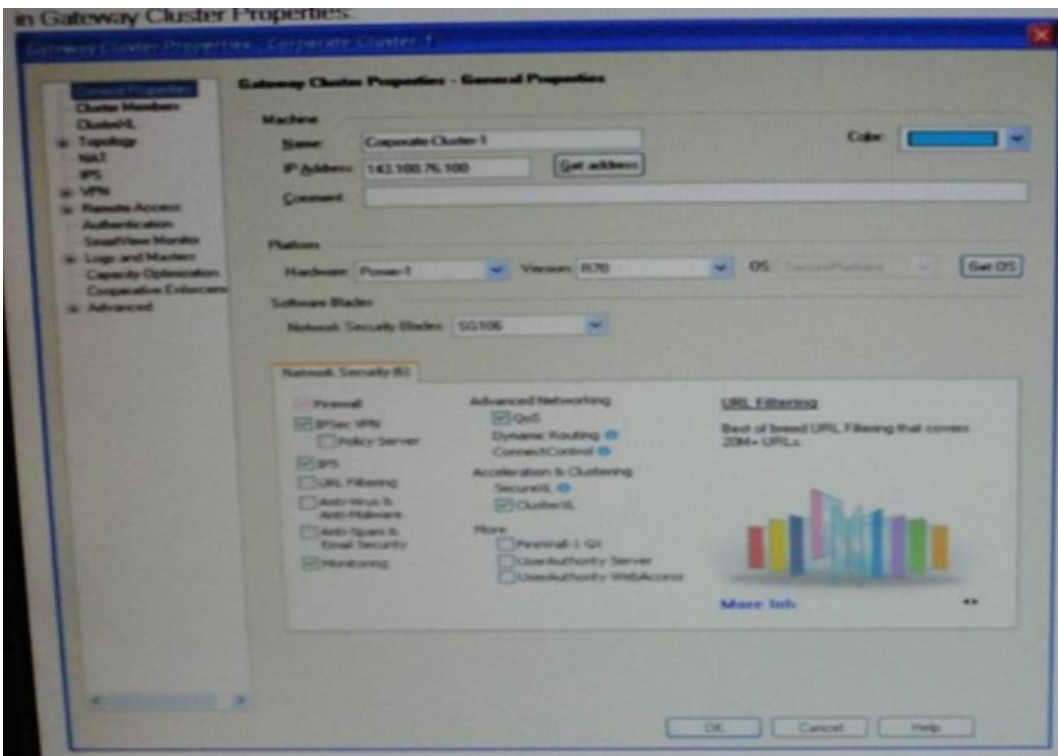 in Gateway Cluster Properties:
Gateway Cluster Properties - Corporate-Cluster-1
General Properties
Cluster Members
ClusterXL
Topology
NAT
IPS
VPN
Remote Access
Authentication
SmartView Monitor
Logs and Masters
Capacity Optimization
Cooperative Enforcem
Advanced
Gateway Cluster Properties - General Properties
Machine
Name: Corporate-Cluster-1 Color:
IP Address: 143.100.76.100 Get address
Comment:
Platform
Hardware: Power-1 Version: R70 OS: SecurePlatform Get OS
Software Blades
Network Security Blades: SG106
Network Security (6)
Firewall
IPSec VPN
Policy Server
IPS
URL Filtering
Anti-Virus &
Anti-Malware
Anti-Spam &
Email Security
Monitoring
Advanced Networking
QoS
Dynamic Routing
ConnectControl
Acceleration & Clustering
SecureXL
ClusterXL
More
FireWall-1 GX
UserAuthority Server
UserAuthority WebAccess
URL Filtering
Best of breed URL Filtering that covers
20M+ URLs.
More Info
OK Cancel Help